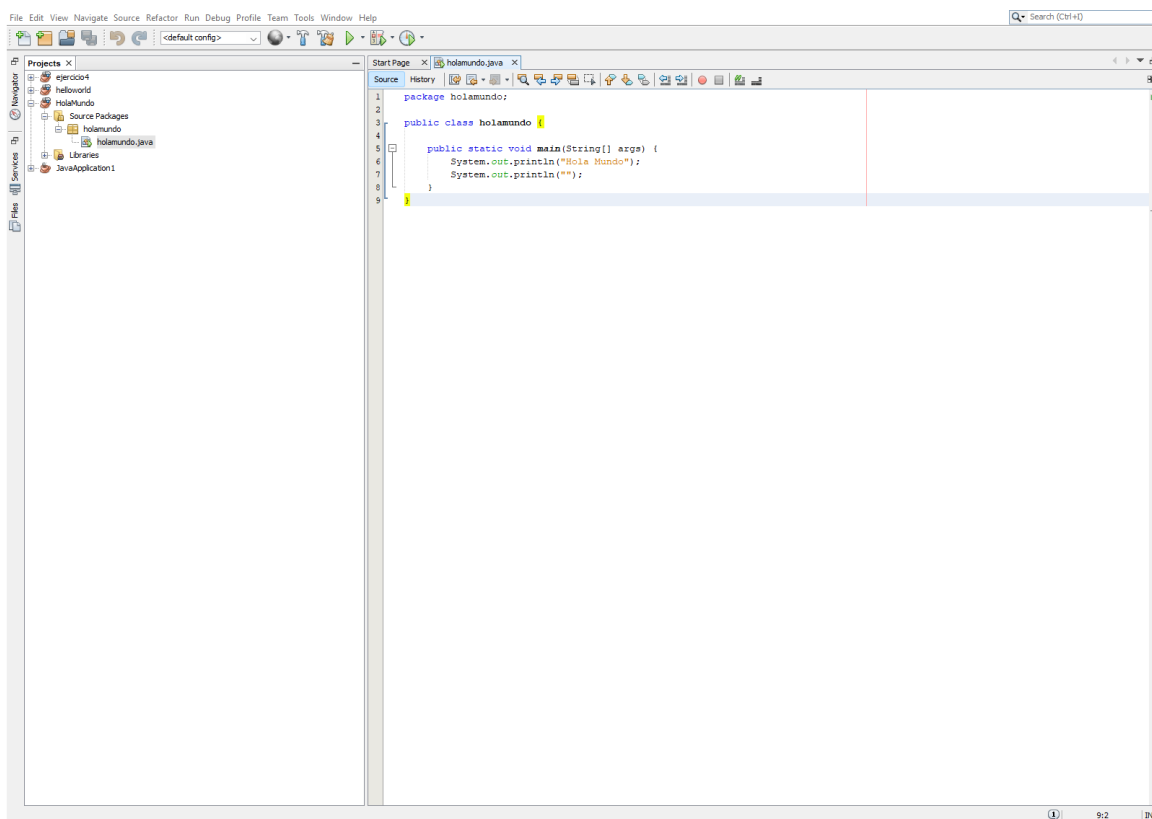 File Edit View Navigate Source Refactor Run Debug Profile Team Tools Window Help
Search (Ctrl+I)
<default config>
Projects
Start Page
holamundo.java
Source History
Navigator
Services
Files
ejercicio4
helloworld
HolaMundo
Source Packages
holamundo
holamundo.java
Libraries
JavaApplication1
1 package holamundo;
2
3 public class holamundo {
4
5 public static void main(String[] args) {
6 System.out.println("Hola Mundo");
7 System.out.println("");
8 }
9 }
1
9:2
IN